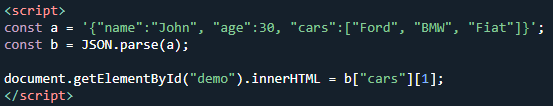 <script>
const a = '{"name":"John", "age":30, "cars":["Ford", "BMW", "Fiat"]}';
const b = JSON.parse(a);
document.getElementById("demo").innerHTML = b["cars"][1];
</script>